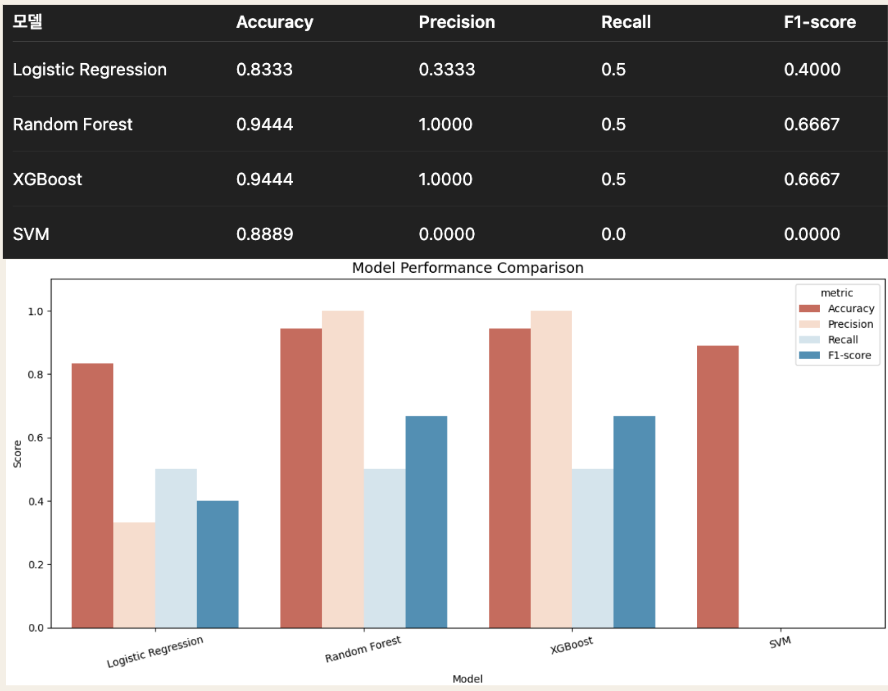 모델 Accuracy Precision Recall F1-score
Logistic Regression 0.8333 0.3333 0.5 0.4000
Random Forest 0.9444 1.0000 0.5 0.6667
XGBoost 0.9444 1.0000 0.5 0.6667
SVM 0.8889 0.0000 0.0 0.0000
Model Performance Comparison
metric
Accuracy
Precision
Recall
F1-score
1.0
0.8
0.6
0.4
0.2
0.0
Score
Logistic Regression Random Forest XGBoost SVM
Model